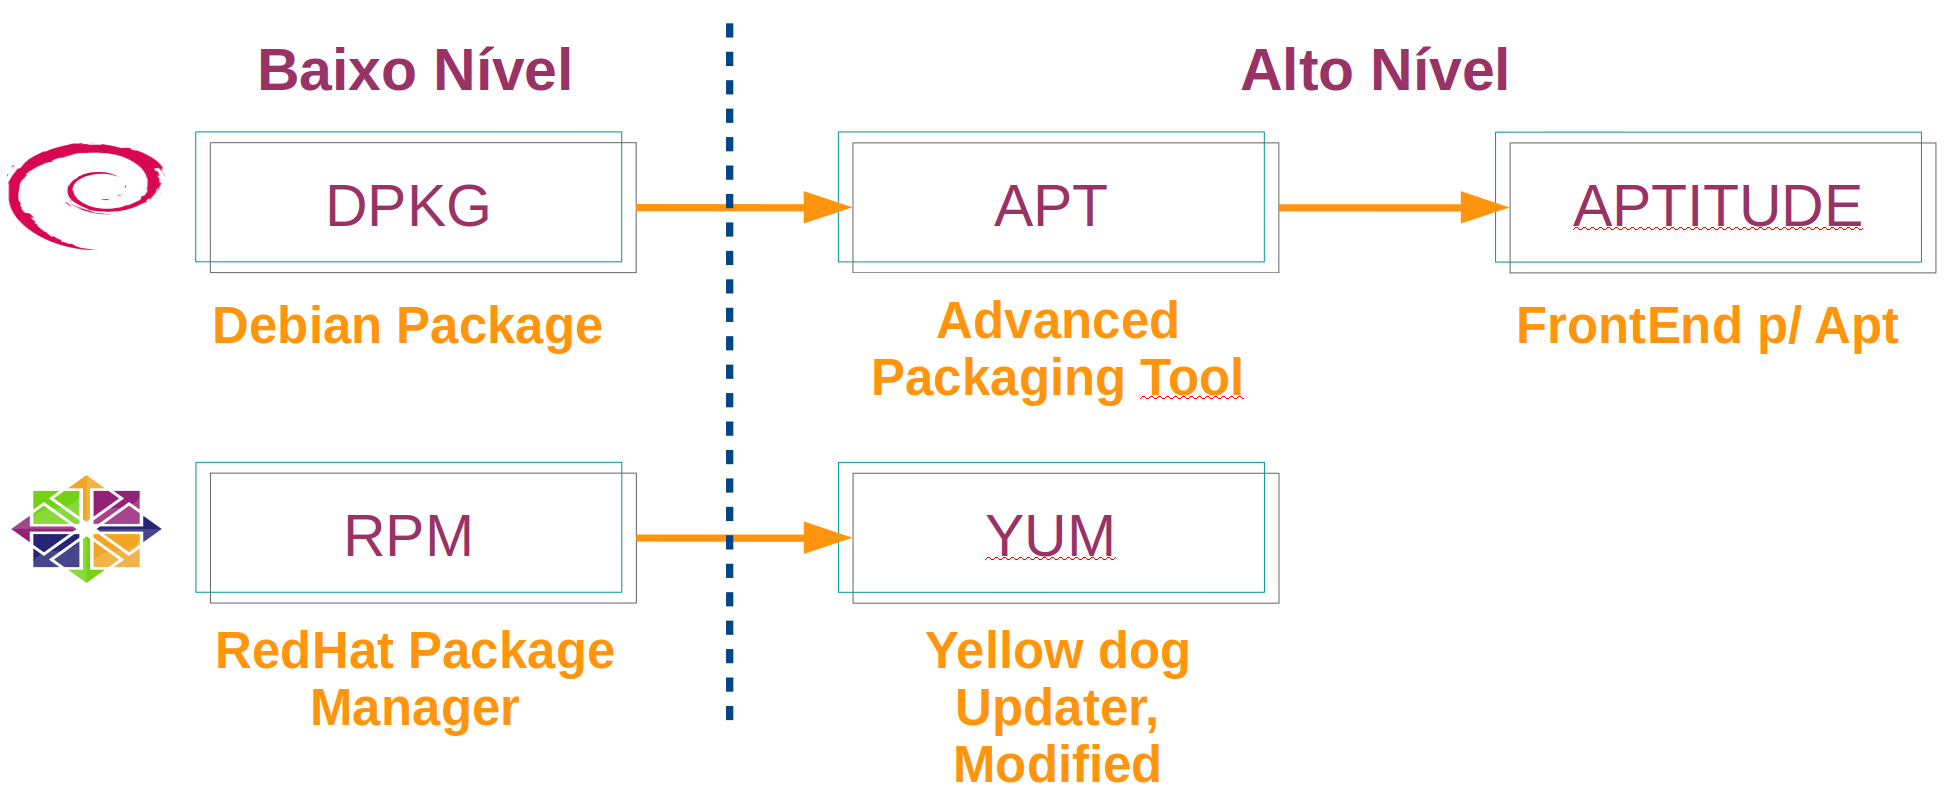 Baixo Nível
Alto Nível
DPKG
APT
APTITUDE
Debian Package
Advanced
Packaging Tool
FrontEnd p/ Apt
RPM
YUM
RedHat Package
Manager
Yellow dog
Updater,
Modified